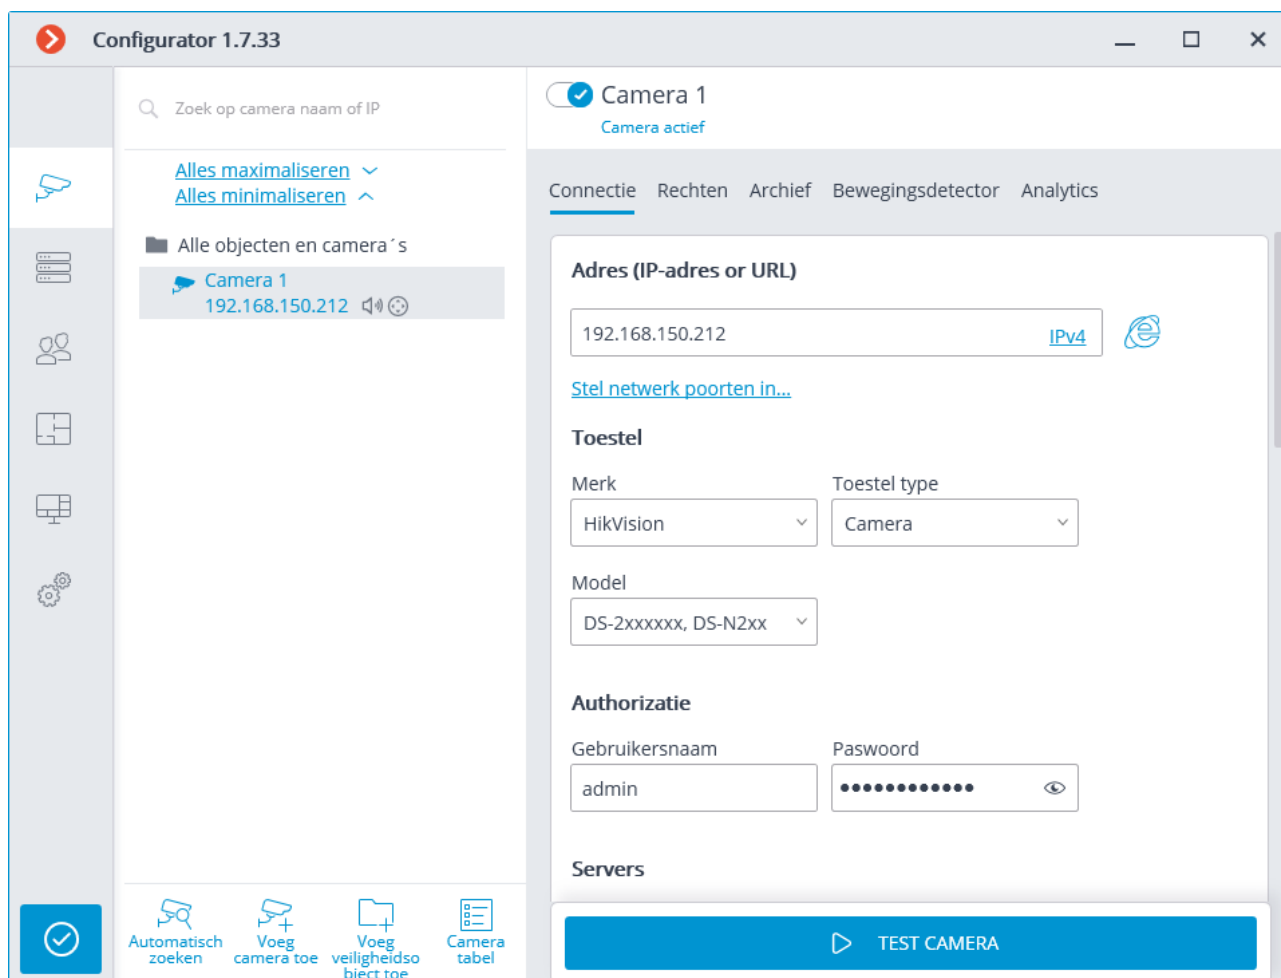 Configurator 1.7.33
Zoek op camera naam of IP
Alles maximaliseren
Alles minimaliseren
Alle objecten en camera´s
Camera 1
192.168.150.212
Automatisch zoeken
Voeg camera toe
Voeg veiligheidso bject toe
Camera tabel
Camera 1
Camera actief
Connectie Rechten Archief Bewegingsdetector Analytics
Adres (IP-adres or URL)
192.168.150.212 IPv4
Stel netwerk poorten in...
Toestel
Merk Toestel type
HikVision Camera
Model
DS-2xxxxxx, DS-N2xx
Authorizatie
Gebruikersnaam Paswoord
admin ••••••••••••
Servers
TEST CAMERA